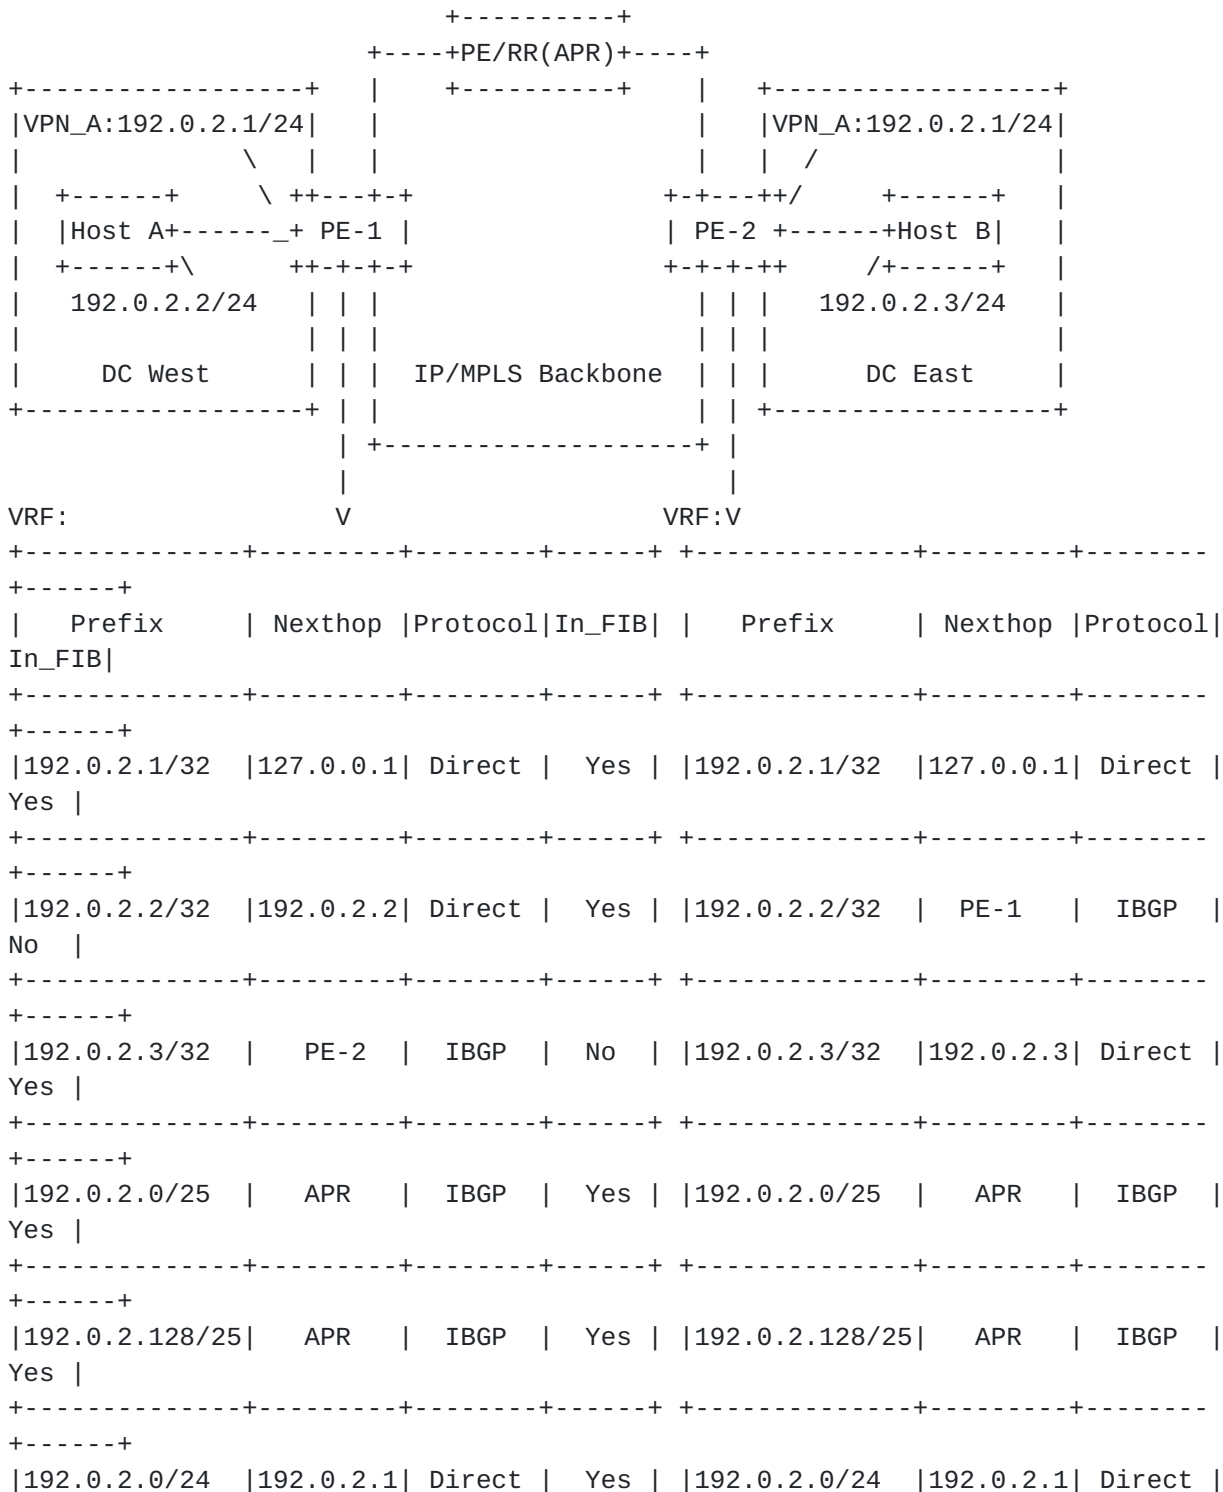 +----------+
                            +----+PE/RR(APR)+----+
+------------------+   |    +----------+    |   +------------------+
|VPN_A:192.0.2.1/24|   |                    |   |VPN_A:192.0.2.1/24|
|              \   |   |                    |   |  /               |
|  +------+     \ ++---+-+                +-+---++/     +------+   |
|  |Host A+------_+ PE-1 |                | PE-2 +------+Host B|   |
|  +------+\      ++-+-+-+                +-+-+-++     /+------+   |
|   192.0.2.2/24   | | |                    | | |   192.0.2.3/24   |
|                  | | |                    | | |                  |
|     DC West      | | |  IP/MPLS Backbone  | | |      DC East     |
+------------------+ | |                    | | +------------------+
                     | +--------------------+ |
                     |                        |
VRF:                 V                    VRF:V
+--------------+---------+--------+------+ +--------------+---------+--------
+------+
|   Prefix     | Nexthop |Protocol|In_FIB| |   Prefix     | Nexthop |Protocol|
In_FIB|
+--------------+---------+--------+------+ +--------------+---------+--------
+------+
|192.0.2.1/32  |127.0.0.1| Direct |  Yes | |192.0.2.1/32  |127.0.0.1| Direct |
Yes |
+--------------+---------+--------+------+ +--------------+---------+--------
+------+
|192.0.2.2/32  |192.0.2.2| Direct |  Yes | |192.0.2.2/32  |  PE-1   |  IBGP  |
No  |
+--------------+---------+--------+------+ +--------------+---------+--------
+------+
|192.0.2.3/32  |   PE-2  |  IBGP  |  No  | |192.0.2.3/32  |192.0.2.3| Direct |
Yes |
+--------------+---------+--------+------+ +--------------+---------+--------
+------+
|192.0.2.0/25  |   APR   |  IBGP  |  Yes | |192.0.2.0/25  |   APR   |  IBGP  |
Yes |
+--------------+---------+--------+------+ +--------------+---------+--------
+------+
|192.0.2.128/25|   APR   |  IBGP  |  Yes | |192.0.2.128/25|   APR   |  IBGP  |
Yes |
+--------------+---------+--------+------+ +--------------+---------+--------
+------+
|192.0.2.0/24  |192.0.2.1| Direct |  Yes | |192.0.2.0/24  |192.0.2.1| Direct |